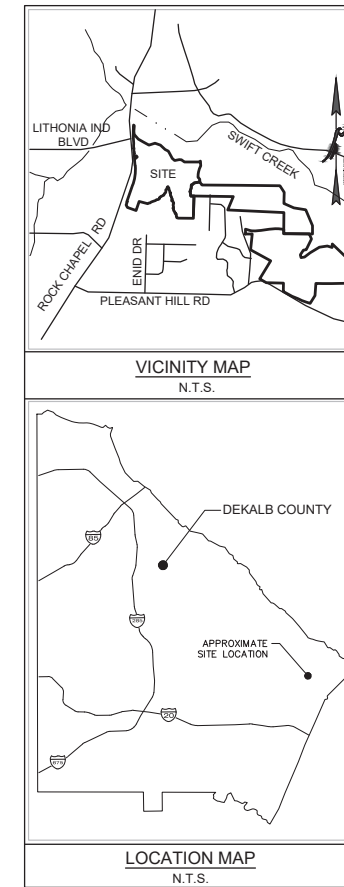 LITHONIA IND
BLVD
SWIFT CREEK
SITE
ROCK CHAPEL RD
ENID DR
PLEASANT HILL RD
VICINITY MAP
N.T.S.
DEKALB COUNTY
85
285
APPROXIMATE
SITE LOCATION
20
675
LOCATION MAP
N.T.S.